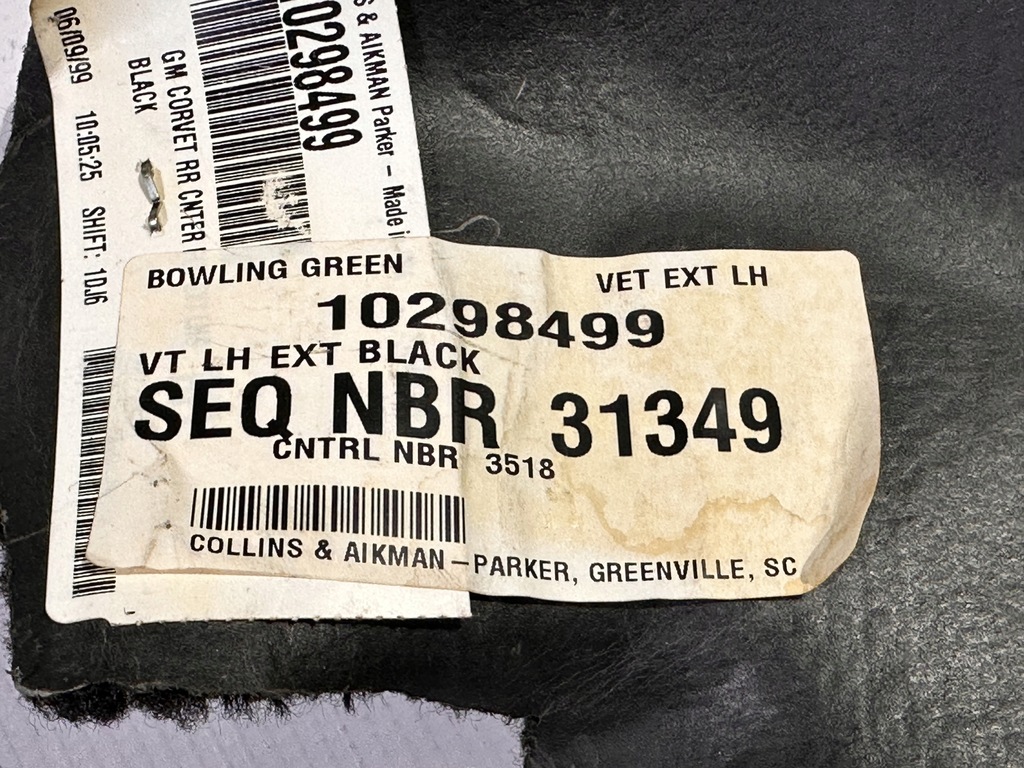 06/09/99 10:05:25 SHIFT: 1DJ6
GM CORVET RR CNTER
BLACK
10298499
& AIKMAN Parker - Made
BOWLING GREEN VET EXT LH
10298499
VT LH EXT BLACK
SEQ NBR 31349
CNTRL NBR 3518
COLLINS & AIKMAN-PARKER, GREENVILLE, SC